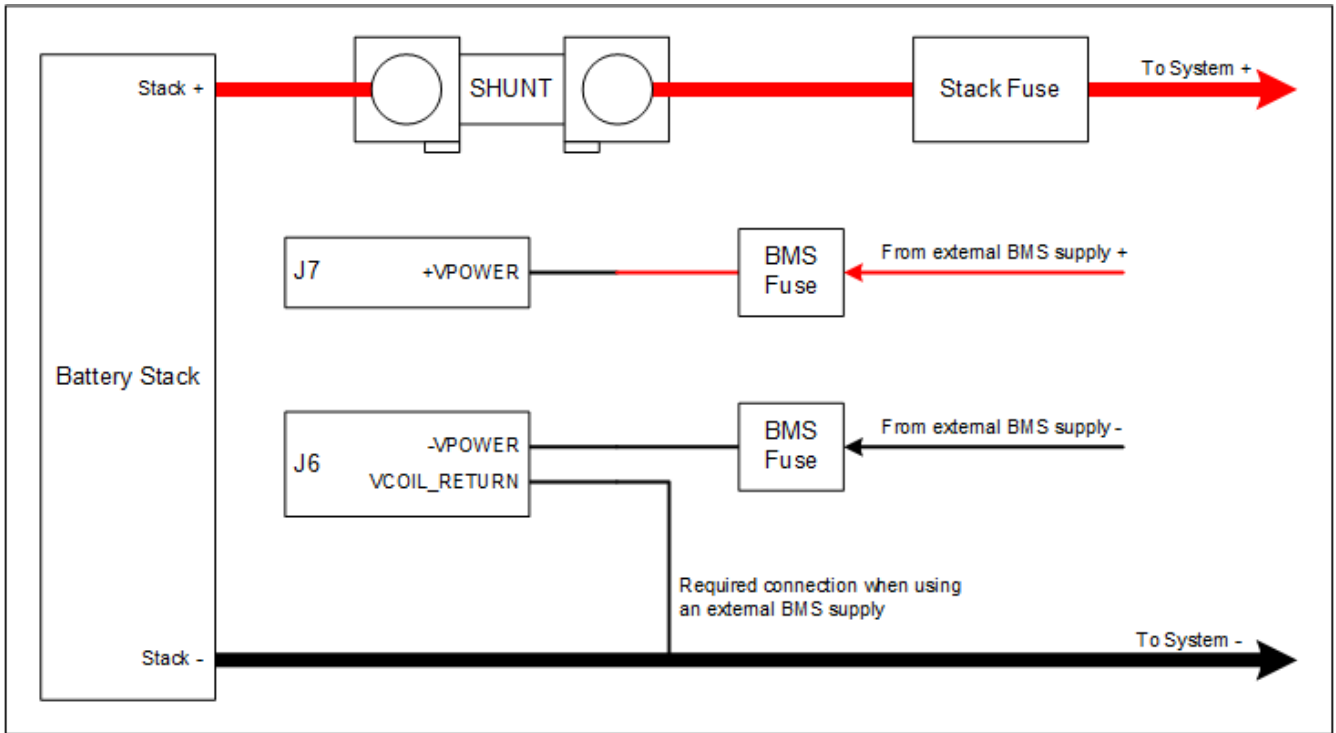 Stack +
SHUNT
Stack Fuse
To System +
J7
+VPOWER
BMS
Fuse
From external BMS supply +
Battery Stack
J6
-VPOWER
VCOIL_RETURN
BMS
Fuse
From external BMS supply -
Required connection when using
an external BMS supply
Stack -
To System -